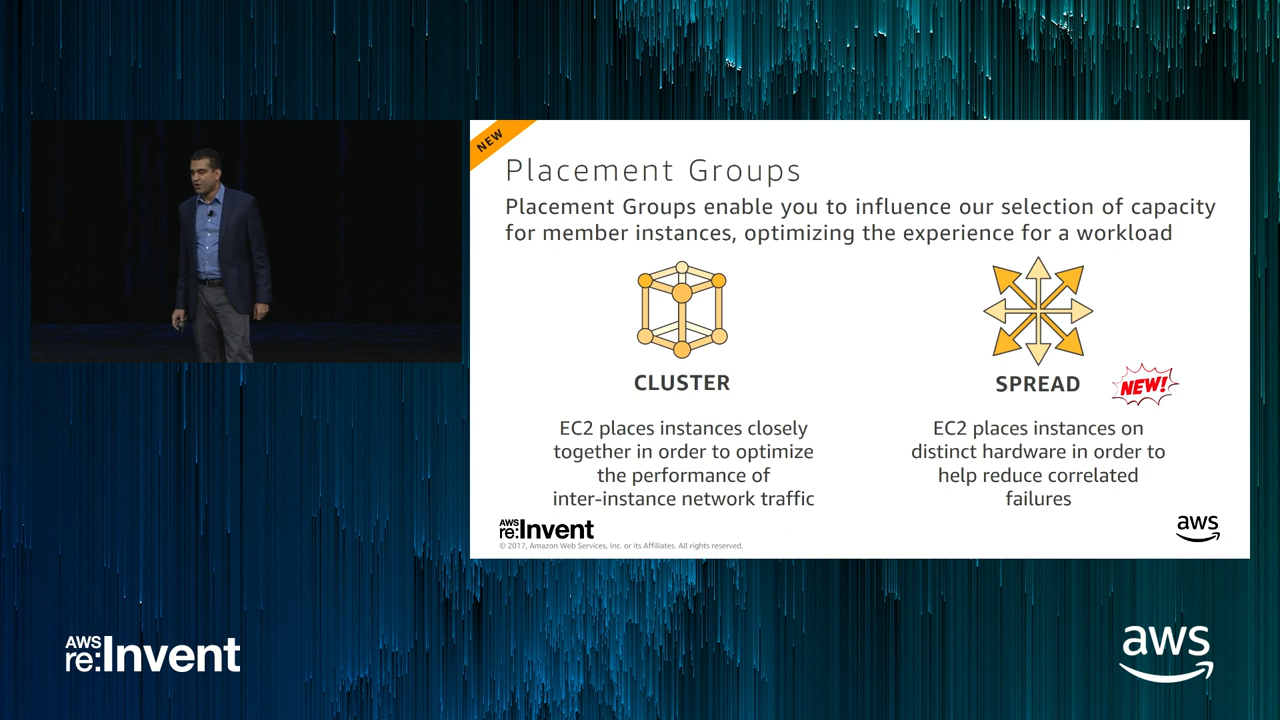 NEW
Placement Groups
Placement Groups enable you to influence our selection of capacity
for member instances, optimizing the experience for a workload
CLUSTER
EC2 places instances closely
together in order to optimize
the performance of
inter-instance network traffic
SPREAD
NEW!
EC2 places instances on
distinct hardware in order to
help reduce correlated
failures
AWS
re:Invent
© 2017, Amazon Web Services, Inc. or its Affiliates. All rights reserved.
aws
AWS
re:Invent
aws